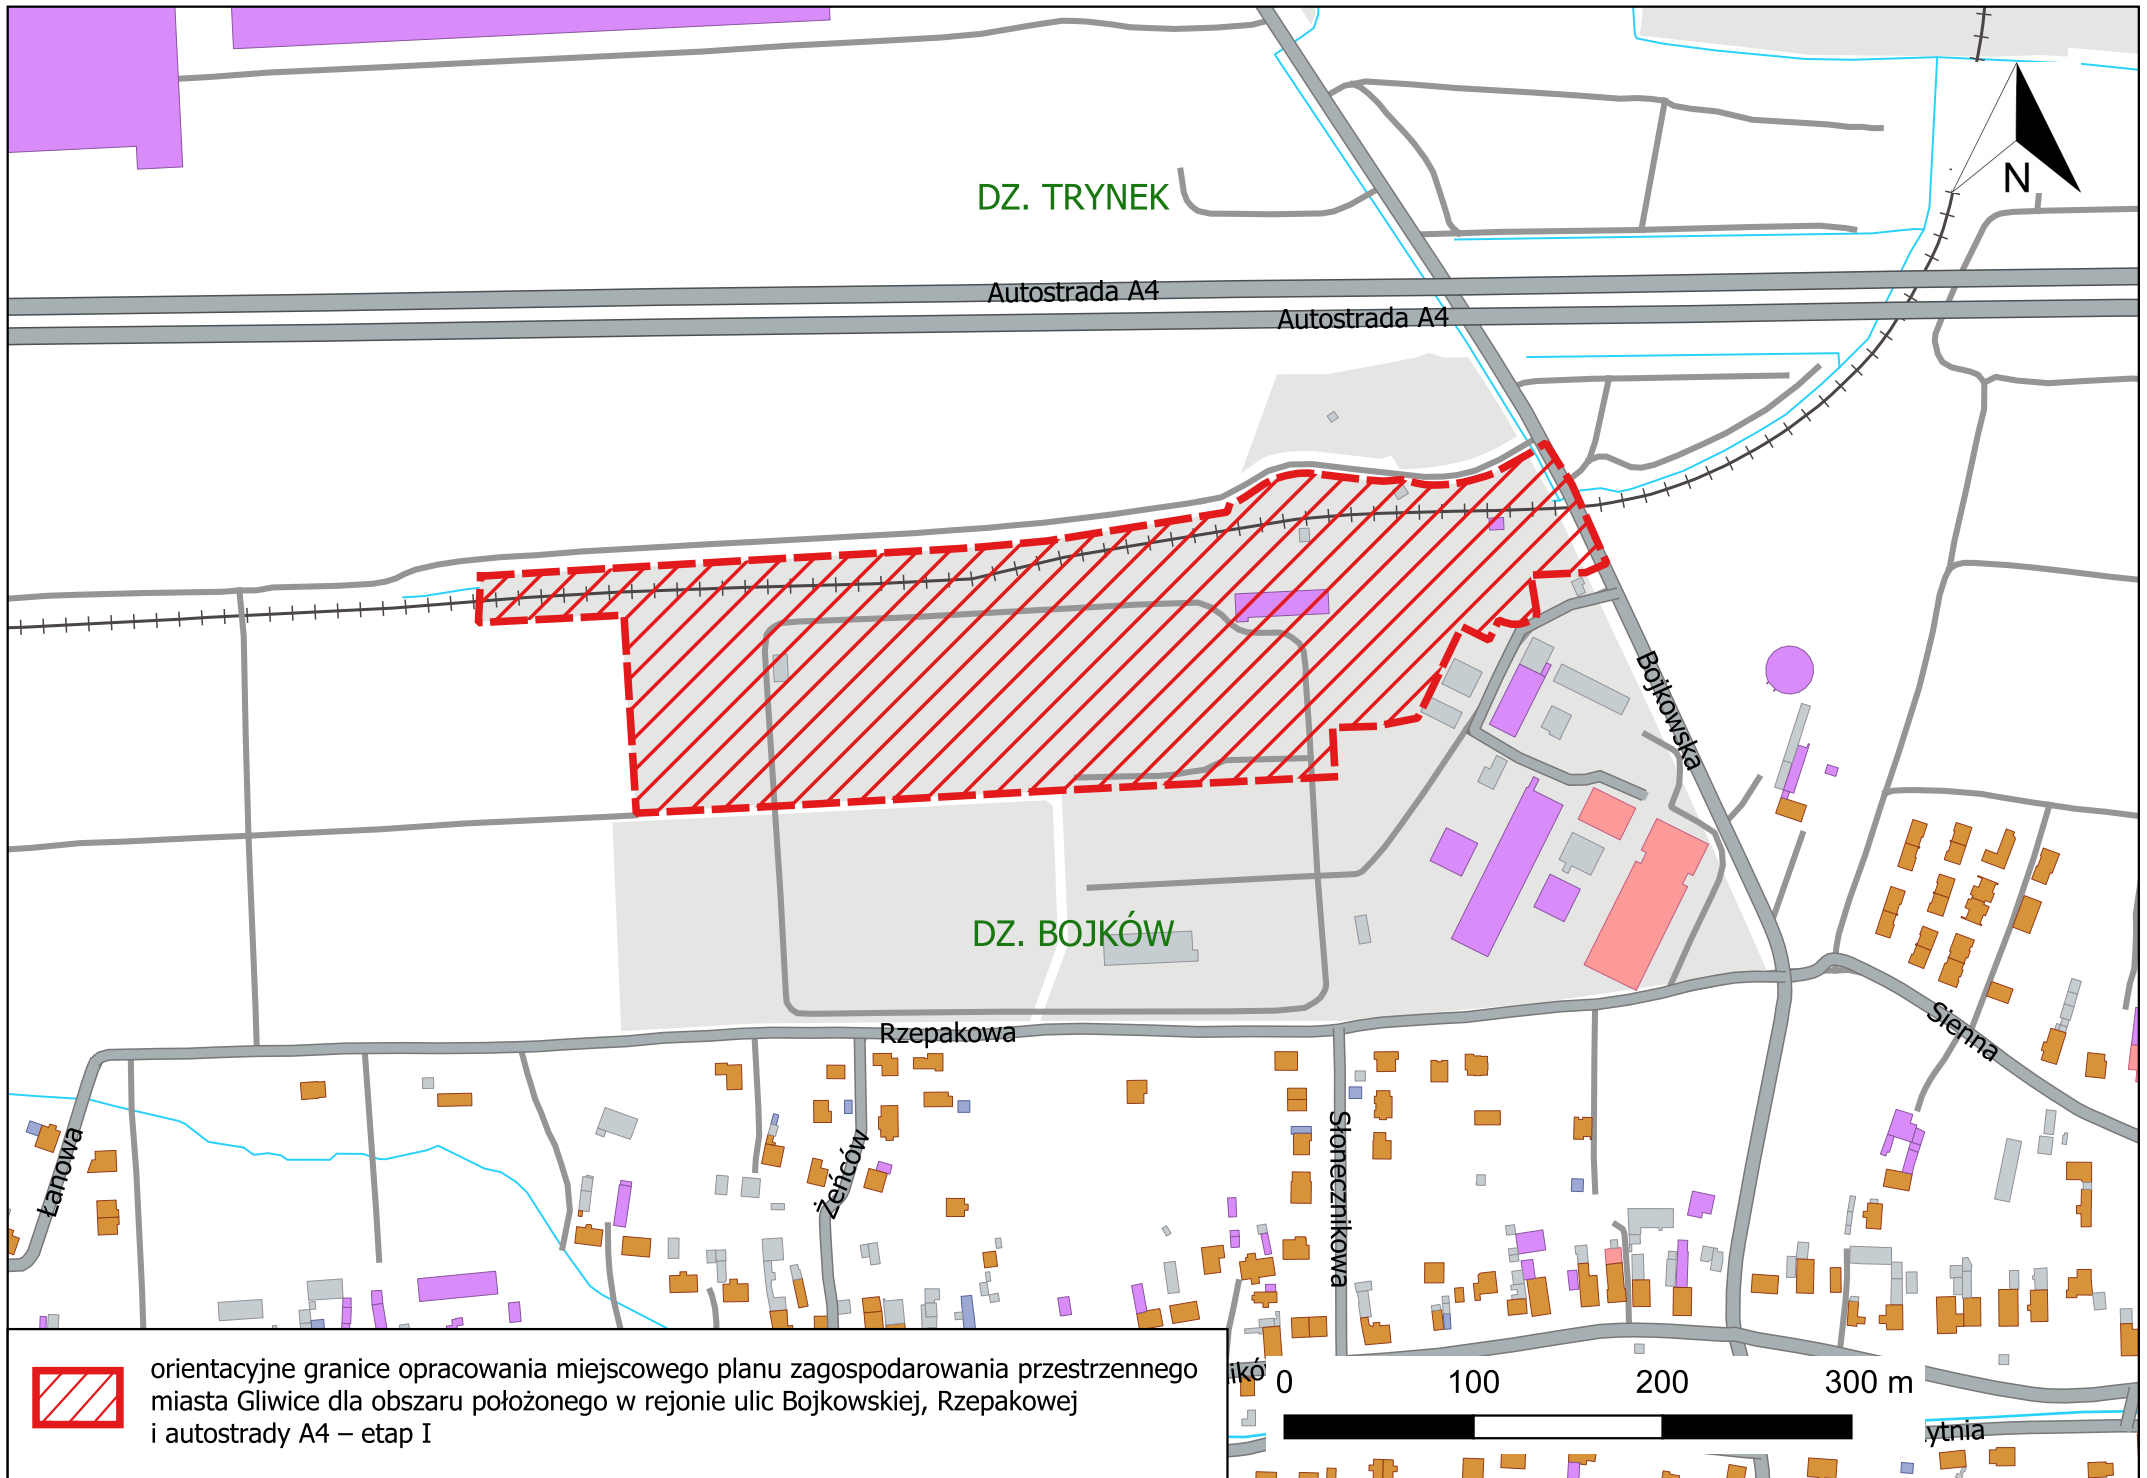 DZ. TRYNEK
N
Autostrada A4
Autostrada A4
Bojkowska
DZ. BOJKÓW
Rzepakowa
Sienna
Łanowa
Żeńców
Słonecznikowa
orientacyjne granice opracowania miejscowego planu zagospodarowania przestrzennego
miasta Gliwice dla obszaru położonego w rejonie ulic Bojkowskiej, Rzepakowej
i autostrady A4 – etap I
0 100 200 300 m
ytnia